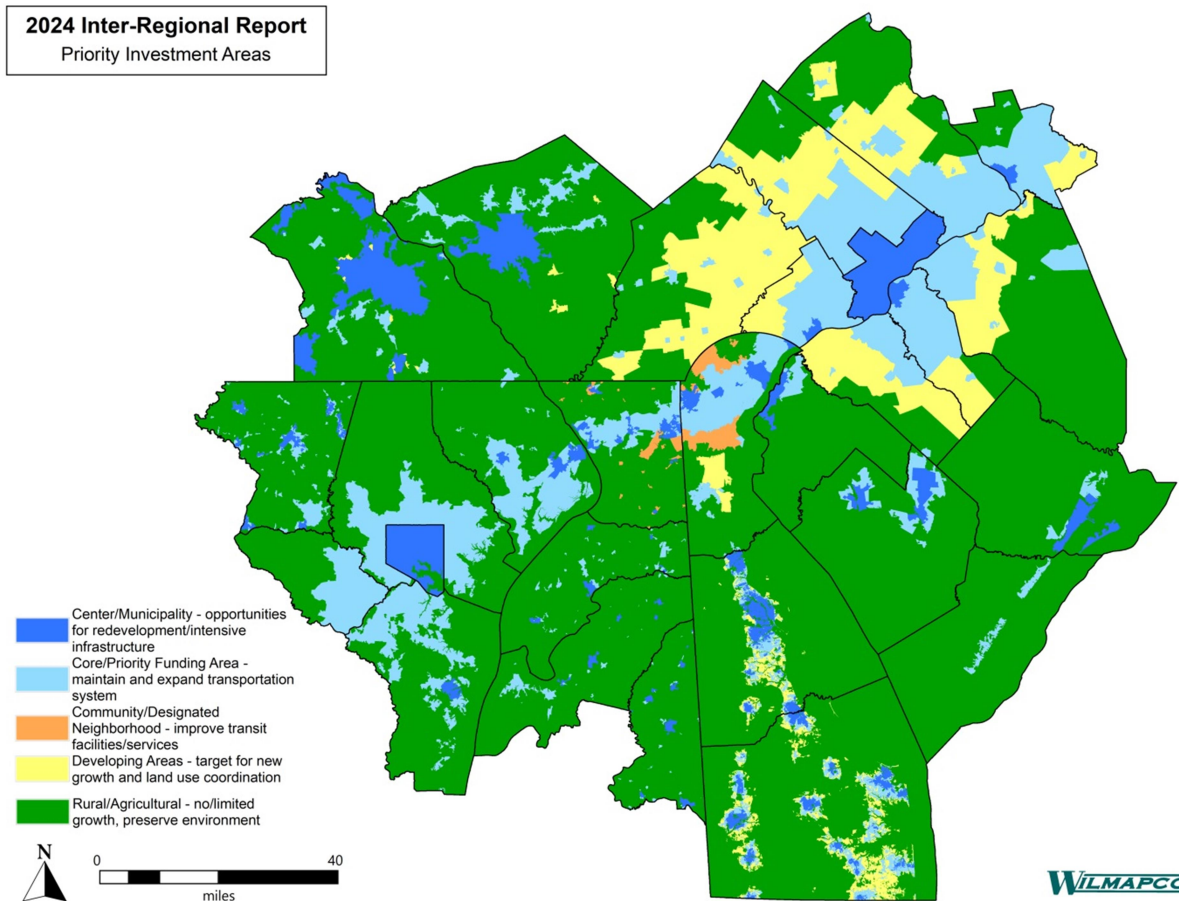 2024 Inter-Regional Report
Priority Investment Areas
Center/Municipality - opportunities
for redevelopment/intensive
infrastructure
Core/Priority Funding Area -
maintain and expand transportation
system
Community/Designated
Neighborhood - improve transit
facilities/services
Developing Areas - target for new
growth and land use coordination
Rural/Agricultural - no/limited
growth, preserve environment
N
0 40
miles
WILMAPCO